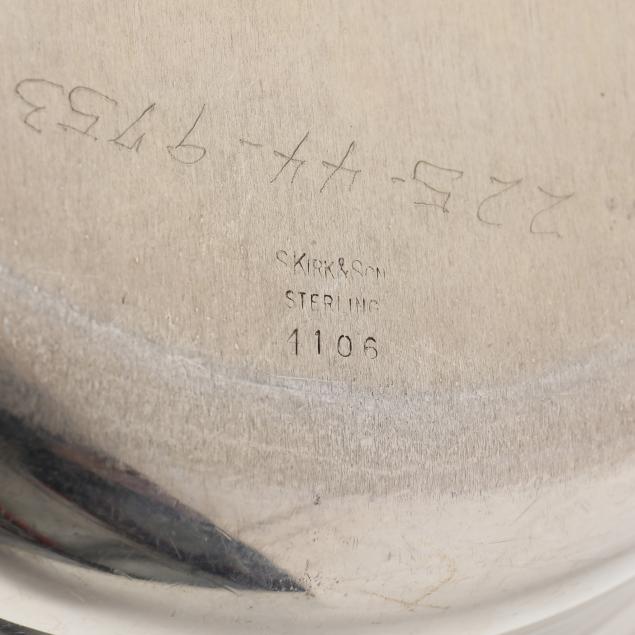 225-44-9753
S. KIRK & SON
STERLING
1106